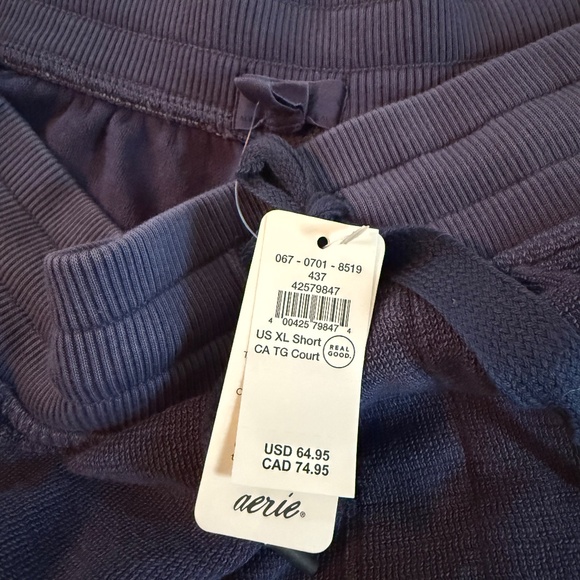 067 - 0701 - 8519
437
42579847
4 00425 79847 4
US XL Short
CA TG Court
REAL GOOD.
USD 64.95
CAD 74.95
aerie®